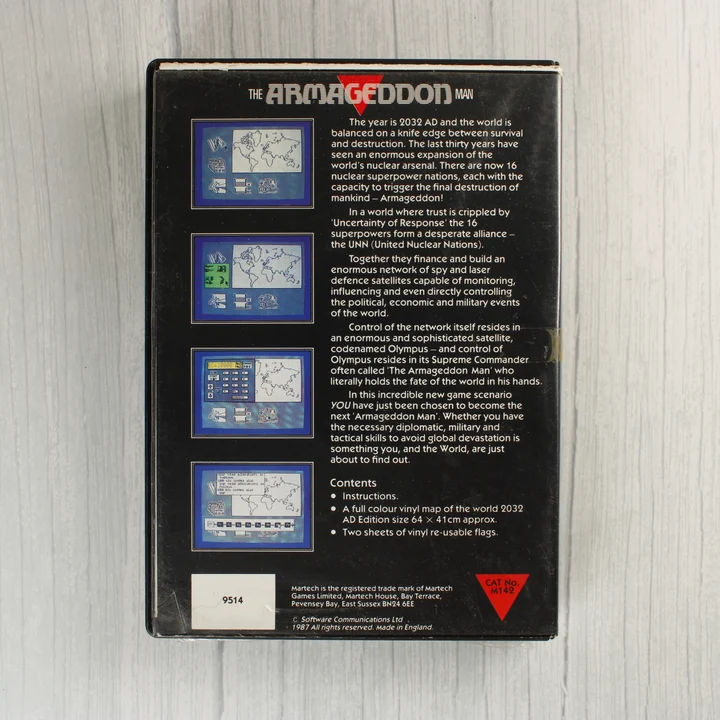 THE ARMAGEDDON MAN
The year is 2032 AD and the world is
balanced on a knife edge between survival
and destruction. The last thirty years have
seen an enormous expansion of the
world's nuclear arsenal. There are now 16
nuclear superpower nations, each with the
capacity to trigger the final destruction of
mankind – Armageddon!
In a world where trust is crippled by
'Uncertainty of Response' the 16
superpowers form a desperate alliance –
the UNN (United Nuclear Nations).
Together they finance and build an
enormous network of spy and laser
defence satellites capable of monitoring,
influencing and even directly controlling
the political, economic and military events
of the world.
Control of the network itself resides in
an enormous and sophisticated satellite,
codenamed Olympus – and control of
Olympus resides in its Supreme Commander
often called 'The Armageddon Man' who
literally holds the fate of the world in his hands.
In this incredible new game scenario
YOU have just been chosen to become the
next 'Armageddon Man'. Whether you have
the necessary diplomatic, military and
tactical skills to avoid global devastation is
something you, and the World, are just
about to find out.
Contents
• Instructions.
• A full colour vinyl map of the world 2032
AD Edition size 64 × 41cm approx.
• Two sheets of vinyl re-usable flags.
9514
Martech is the registered trade mark of Martech
Games Limited, Martech House, Bay Terrace,
Pevensey Bay, East Sussex BN24 6EE
© Software Communications Ltd
1987 All rights reserved. Made in England.
CAT No.
M142